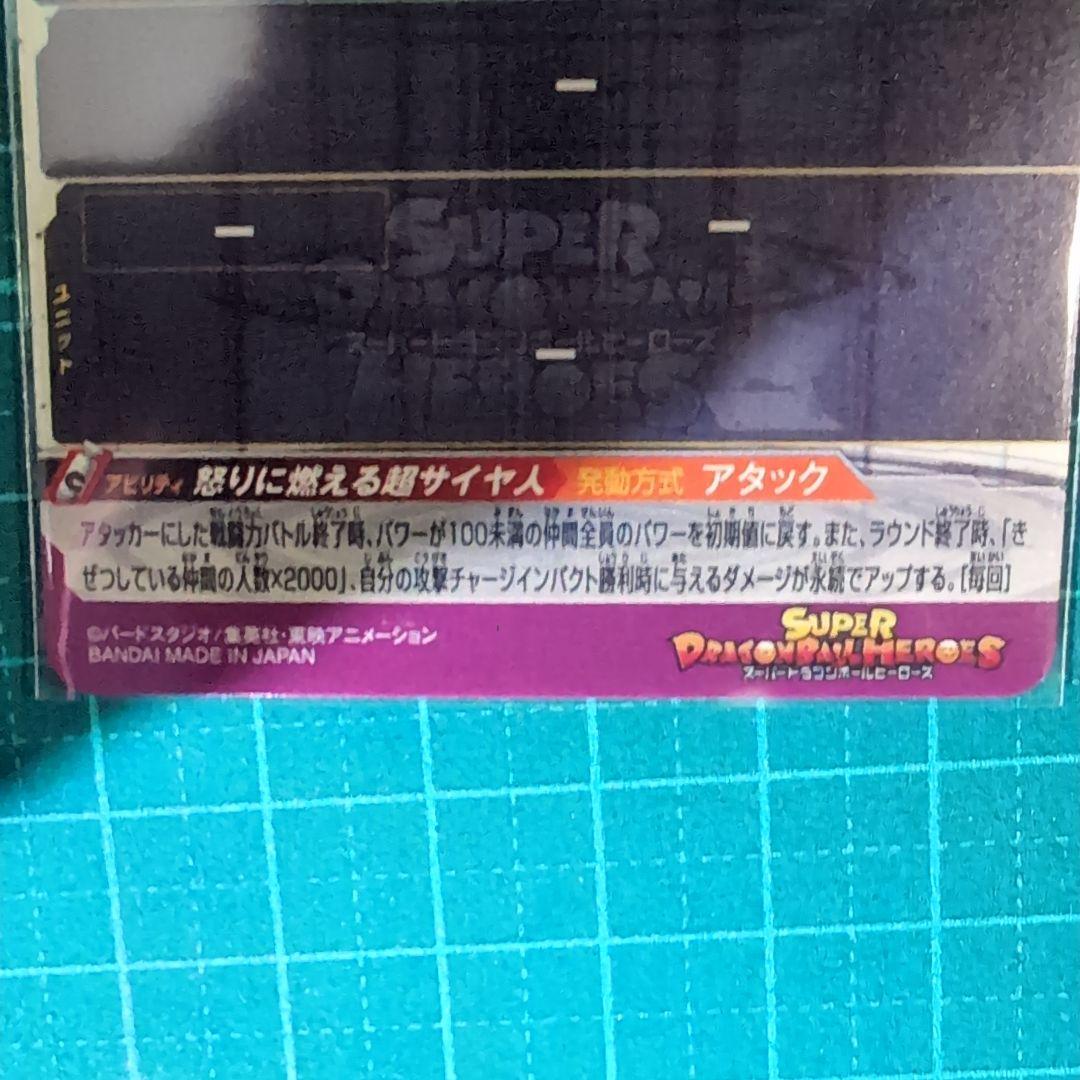 SUPER
スーパードラゴンボールヒーローズ
HEROES
ユニット
アビリティ 怒りに燃える超サイヤ人 発動方式 アタック
アタッカーにした戦闘力バトル終了時、パワーが100未満の仲間全員のパワーを初期値に戻す。また、ラウンド終了時、「き
ぜつしている仲間の人数×2000」、自分の攻撃チャージインパクト勝利時に与えるダメージが永続でアップする。[毎回]
©バードスタジオ/集英社・東映アニメーション
BANDAI MADE IN JAPAN
SUPER
DRAGONBALL HEROES
スーパードラゴンボールヒーローズ